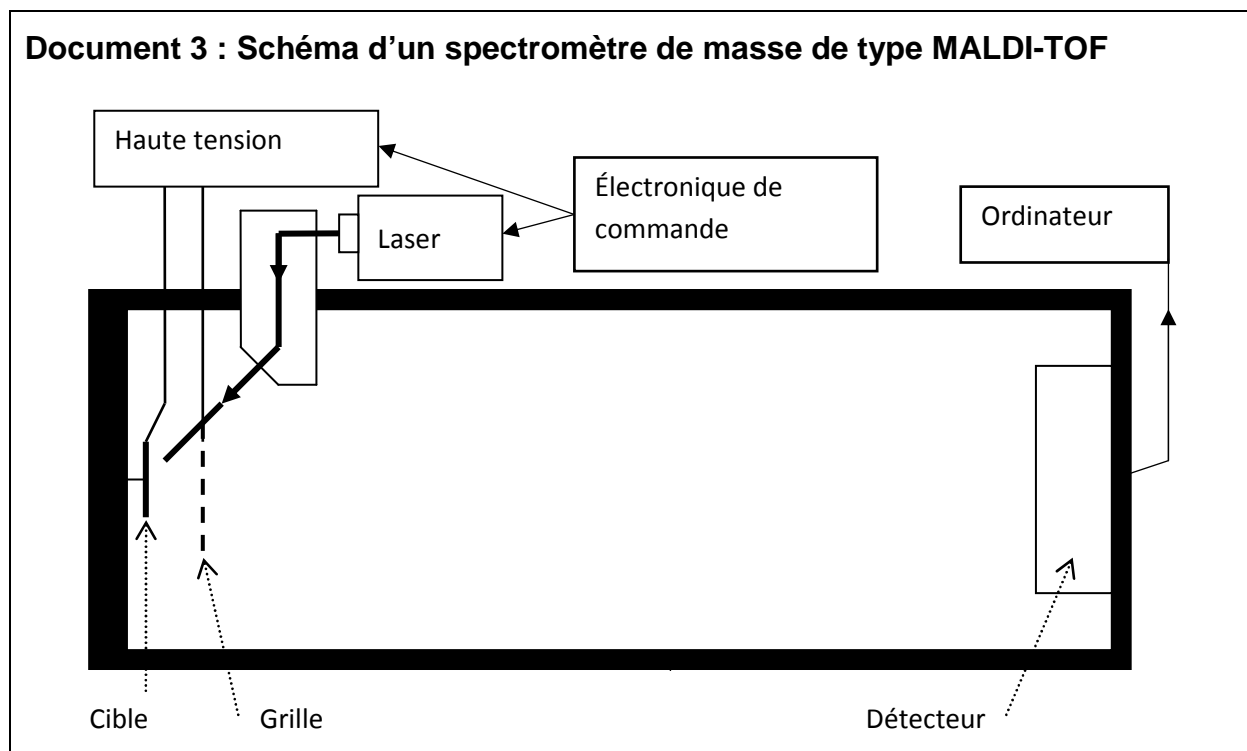 Document 3 : Schéma d'un spectromètre de masse de type MALDI-TOF
Haute tension
Électronique de
commande
Laser
Ordinateur
Cible
Grille
Détecteur